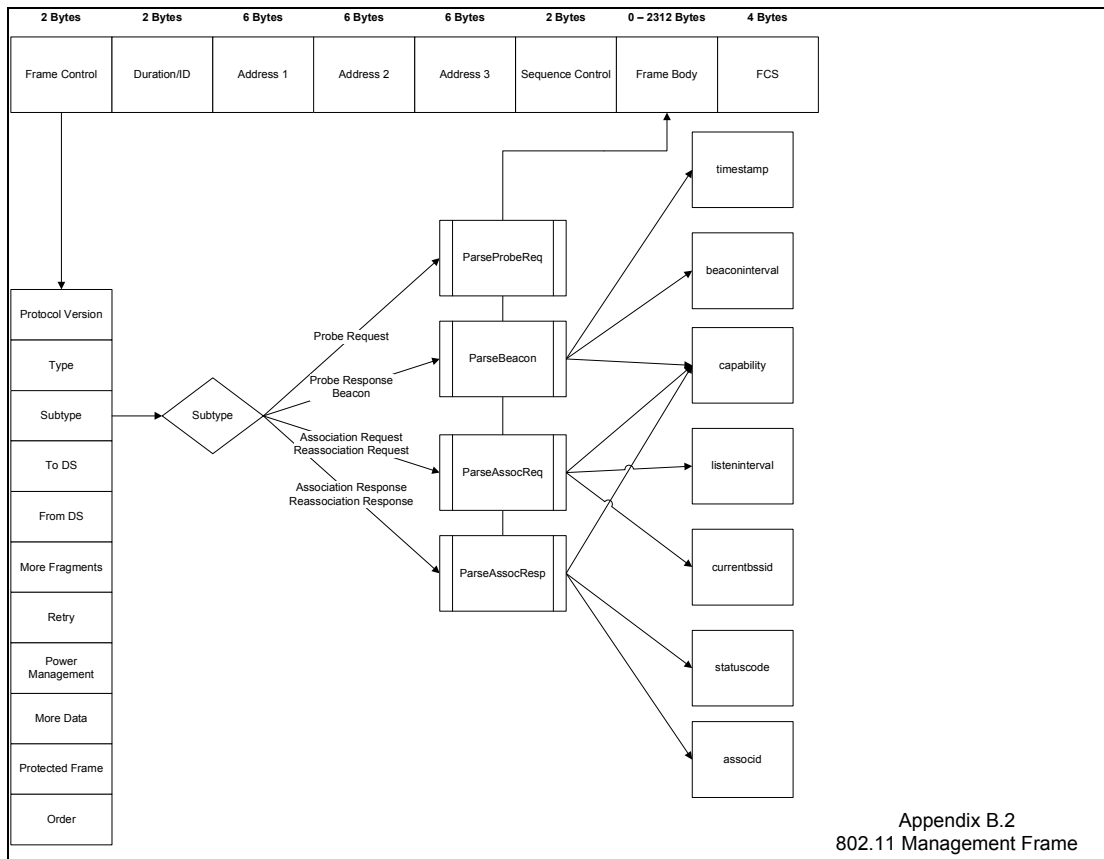 2 Bytes
2 Bytes
6 Bytes
6 Bytes
6 Bytes
2 Bytes
0 – 2312 Bytes
4 Bytes
Frame Control
Duration/ID
Address 1
Address 2
Address 3
Sequence Control
Frame Body
FCS
Protocol Version
Type
Subtype
To DS
From DS
More Fragments
Retry
Power
Management
More Data
Protected Frame
Order
Subtype
Probe Request
Probe Response
Beacon
Association Request
Reassociation Request
Association Response
Reassociation Response
ParseProbeReq
ParseBeacon
ParseAssocReq
ParseAssocResp
timestamp
beaconinterval
capability
listeninterval
currentbssid
statuscode
associd
Appendix B.2
802.11 Management Frame